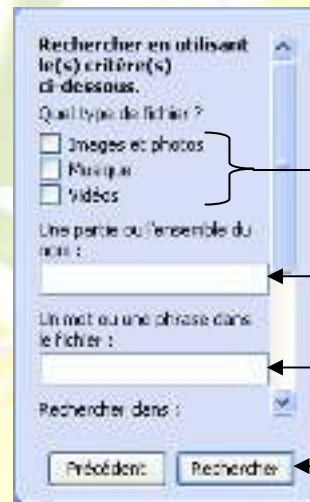 Rechercher en utilisant
le(s) critère(s)
ci-dessous.
Quel type de fichier ?
Images et photos
Musique
Vidéos
Une partie ou l'ensemble du
nom :
Un mot ou une phrase dans
le fichier :
Rechercher dans :
Précédent
Rechercher